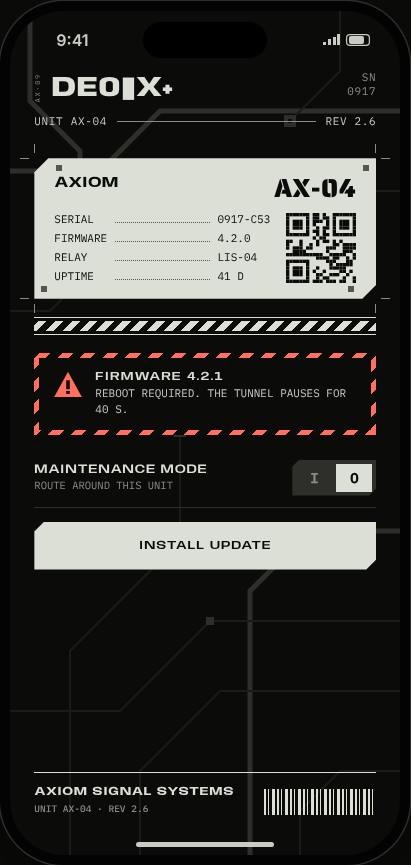 9:41
AX-09
DEOIX+
SN
0917
UNIT AX-04
REV 2.6
AXIOM
AX-04
SERIAL 0917-C53
FIRMWARE 4.2.0
RELAY LIS-04
UPTIME 41 D
FIRMWARE 4.2.1
REBOOT REQUIRED. THE TUNNEL PAUSES FOR
40 S.
MAINTENANCE MODE
ROUTE AROUND THIS UNIT
I O
INSTALL UPDATE
AXIOM SIGNAL SYSTEMS
UNIT AX-04 · REV 2.6